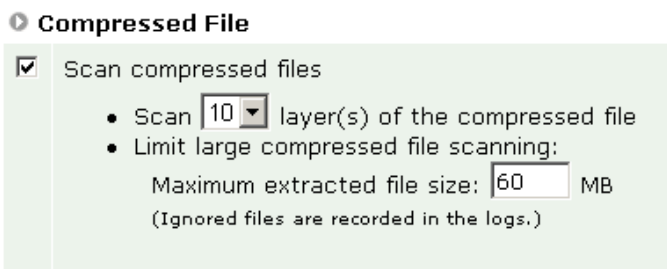 Compressed File
Scan compressed files
• Scan 10 layer(s) of the compressed file
• Limit large compressed file scanning:
Maximum extracted file size: 60 MB
(Ignored files are recorded in the logs.)